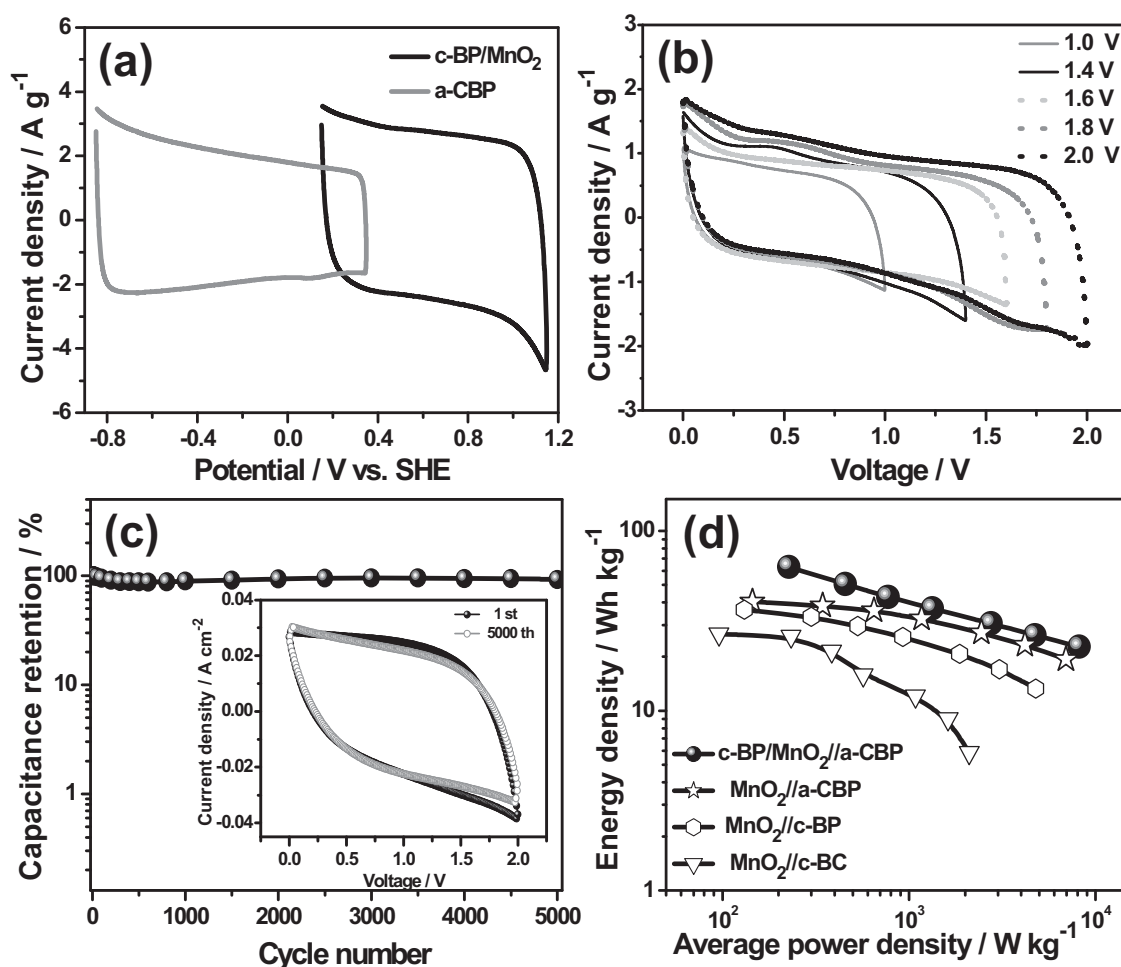 (a)
c-BP/MnO2
a-CBP
6
4
2
0
-2
-4
-6
Current density / A g-1
-0.8 -0.4 0.0 0.4 0.8 1.2
Potential / V vs. SHE
(b)
1.0 V
1.4 V
1.6 V
1.8 V
2.0 V
3
2
1
0
-1
-2
-3
Current density / A g-1
0.0 0.5 1.0 1.5 2.0
Voltage / V
(c)
100
10
1
Capacitance retention / %
0 1000 2000 3000 4000 5000
Cycle number
1 st
5000 th
0.04
0.02
0.00
-0.02
-0.04
Current density / A cm-2
0.0 0.5 1.0 1.5 2.0
Voltage / V
(d)
100
10
1
Energy density / Wh kg-1
c-BP/MnO2//a-CBP
MnO2//a-CBP
MnO2//c-BP
MnO2//c-BC
10^2 10^3 10^4
Average power density / W kg-1